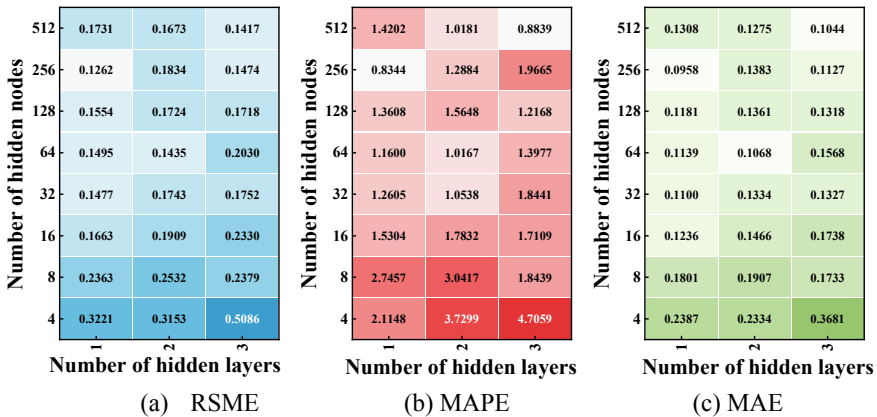 512 0.1731 0.1673 0.1417
256 0.1262 0.1834 0.1474
128 0.1554 0.1724 0.1718
64 0.1495 0.1435 0.2030
32 0.1477 0.1743 0.1752
16 0.1663 0.1909 0.2330
8 0.2363 0.2532 0.2379
4 0.3221 0.3153 0.5086
1 2 3
Number of hidden nodes
Number of hidden layers
(a) RSME
512 1.4202 1.0181 0.8839
256 0.8344 1.2884 1.9665
128 1.3608 1.5648 1.2168
64 1.1600 1.0167 1.3977
32 1.2605 1.0538 1.8441
16 1.5304 1.7832 1.7109
8 2.7457 3.0417 1.8439
4 2.1148 3.7299 4.7059
1 2 3
Number of hidden nodes
Number of hidden layers
(b) MAPE
512 0.1308 0.1275 0.1044
256 0.0958 0.1383 0.1127
128 0.1181 0.1361 0.1318
64 0.1139 0.1068 0.1568
32 0.1100 0.1334 0.1327
16 0.1236 0.1466 0.1738
8 0.1801 0.1907 0.1733
4 0.2387 0.2334 0.3681
1 2 3
Number of hidden nodes
Number of hidden layers
(c) MAE